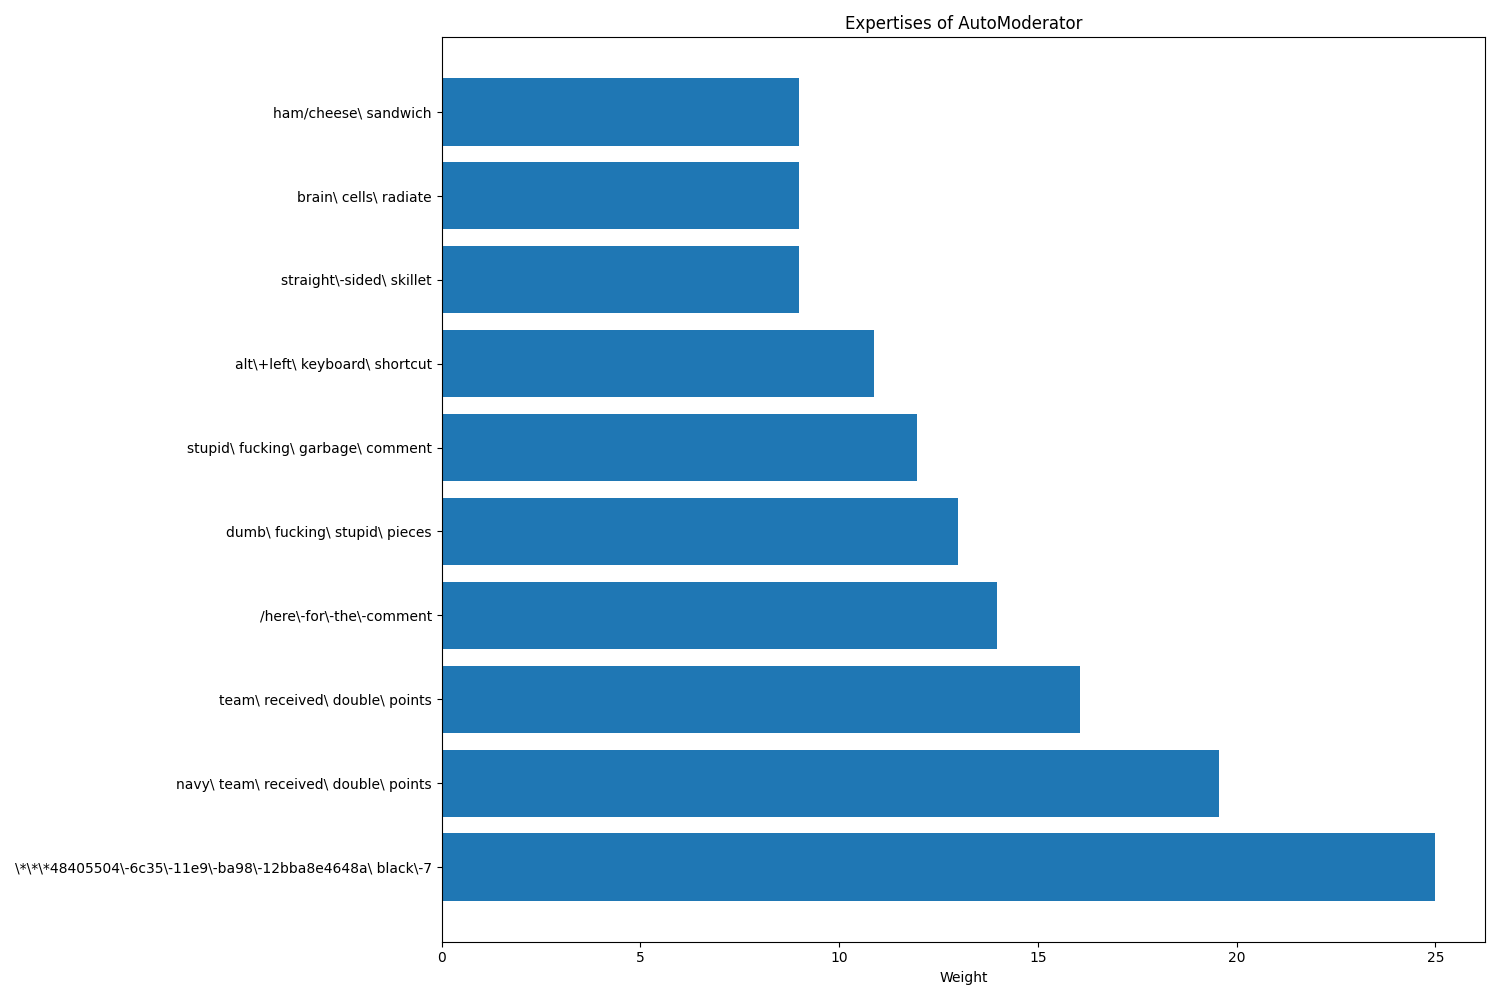 Expertises of AutoModerator
ham/cheese\ sandwich
brain\ cells\ radiate
straight\-sided\ skillet
alt\+left\ keyboard\ shortcut
stupid\ fucking\ garbage\ comment
dumb\ fucking\ stupid\ pieces
/here\-for\-the\-comment
team\ received\ double\ points
navy\ team\ received\ double\ points
\*\*\*48405504\-6c35\-11e9\-ba98\-12bba8e4648a\ black\-7
0 5 10 15 20 25
Weight